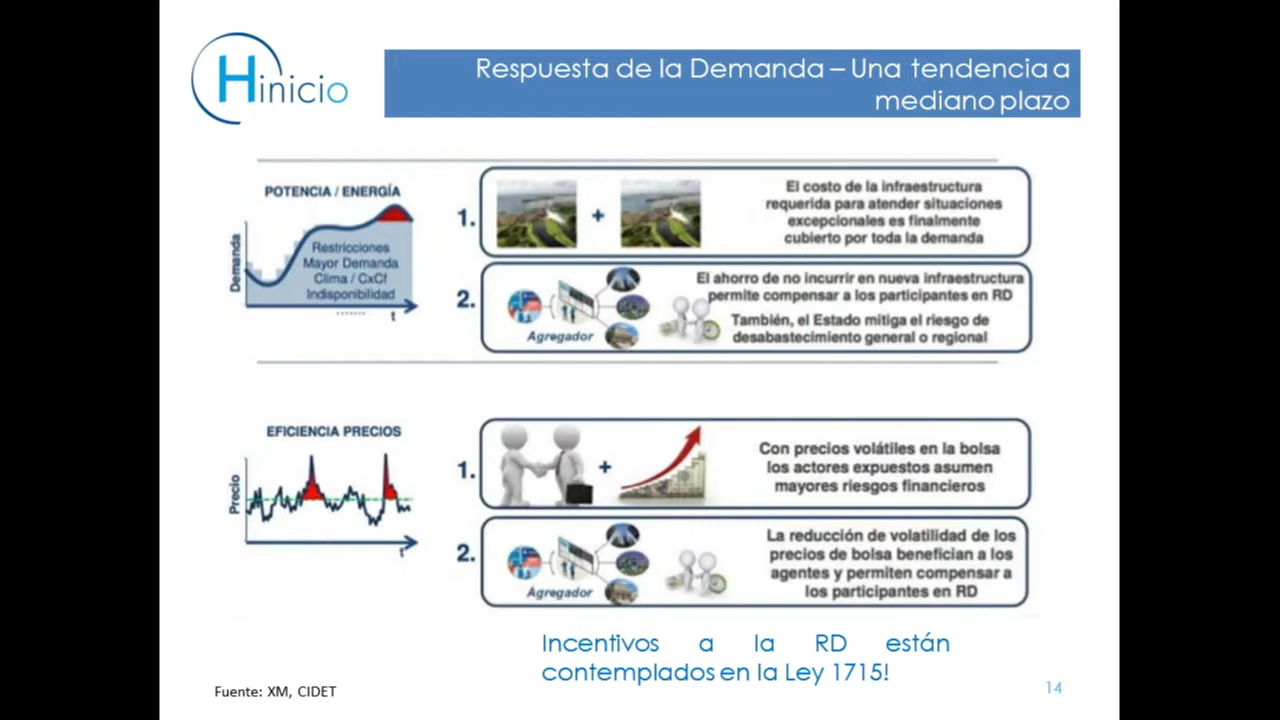 Hinicio
Respuesta de la Demanda – Una tendencia a
mediano plazo
POTENCIA / ENERGÍA
Demanda
Restricciones
Mayor Demanda
Clima / CxCf
Indisponibilidad
t
1.
+
El costo de la infraestructura
requerida para atender situaciones
excepcionales es finalmente
cubierto por toda la demanda
2.
Agregador
El ahorro de no incurrir en nueva infraestructura
permite compensar a los participantes en RD
También, el Estado mitiga el riesgo de
desabastecimiento general o regional
EFICIENCIA PRECIOS
Precio
t
1.
+
Con precios volátiles en la bolsa
los actores expuestos asumen
mayores riesgos financieros
2.
Agregador
La reducción de volatilidad de los
precios de bolsa benefician a los
agentes y permiten compensar a
los participantes en RD
Incentivos a la RD están
contemplados en la Ley 1715!
Fuente: XM, CIDET
14